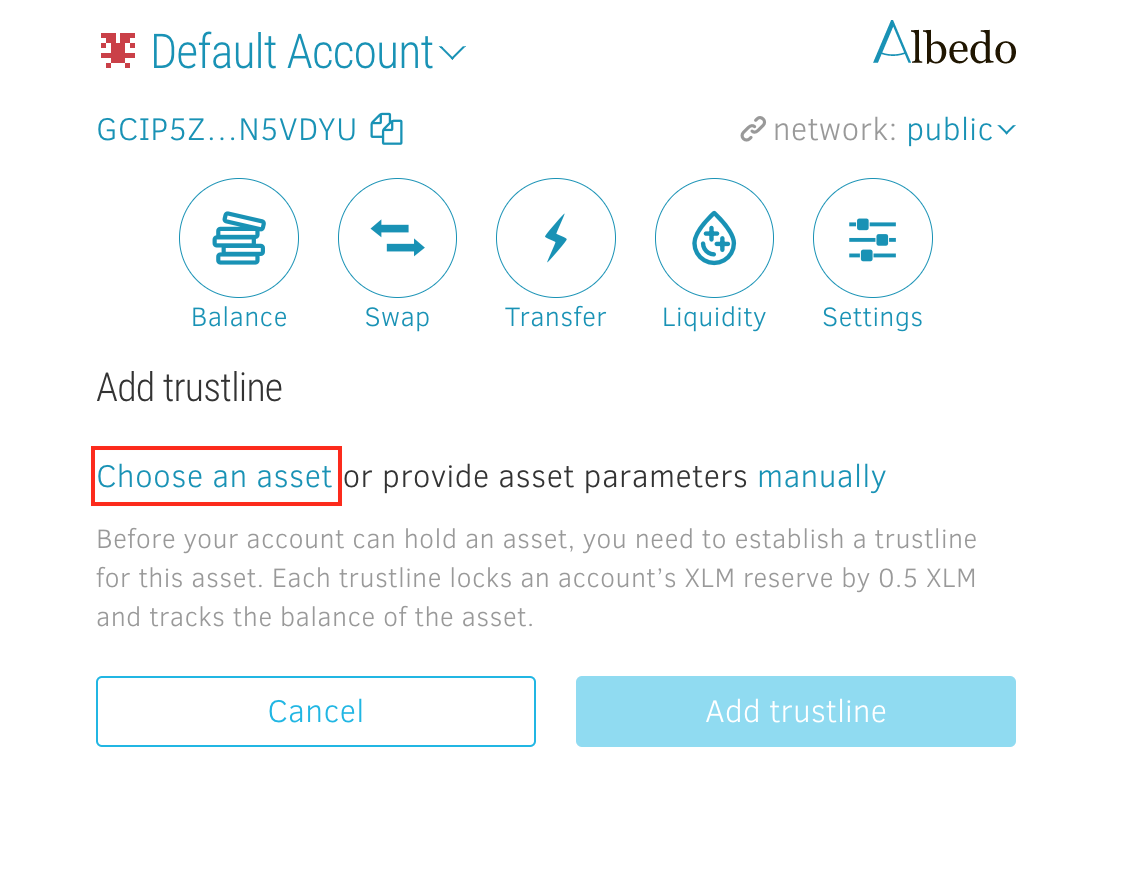 Default Account
Albedo
GCIP5Z...N5VDYU
network: public
Balance
Swap
Transfer
Liquidity
Settings
Add trustline
Choose an asset or provide asset parameters manually
Before your account can hold an asset, you need to establish a trustline
for this asset. Each trustline locks an account’s XLM reserve by 0.5 XLM
and tracks the balance of the asset.
Cancel
Add trustline